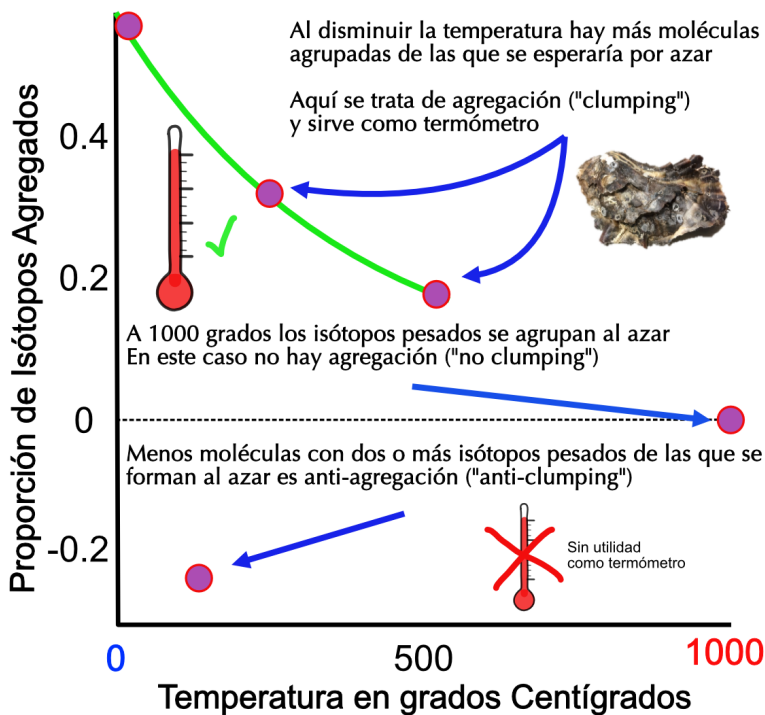 Al disminuir la temperatura hay más moléculas
agrupadas de las que se esperaría por azar
Aquí se trata de agregación ("clumping")
y sirve como termómetro
0.4
0.2
0
-0.2
Proporción de Isótopos Agregados
A 1000 grados los isótopos pesados se agrupan al azar
En este caso no hay agregación ("no clumping")
Menos moléculas con dos o más isótopos pesados de las que se
forman al azar es anti-agregación ("anti-clumping")
Sin utilidad
como termómetro
0
500
1000
Temperatura en grados Centígrados